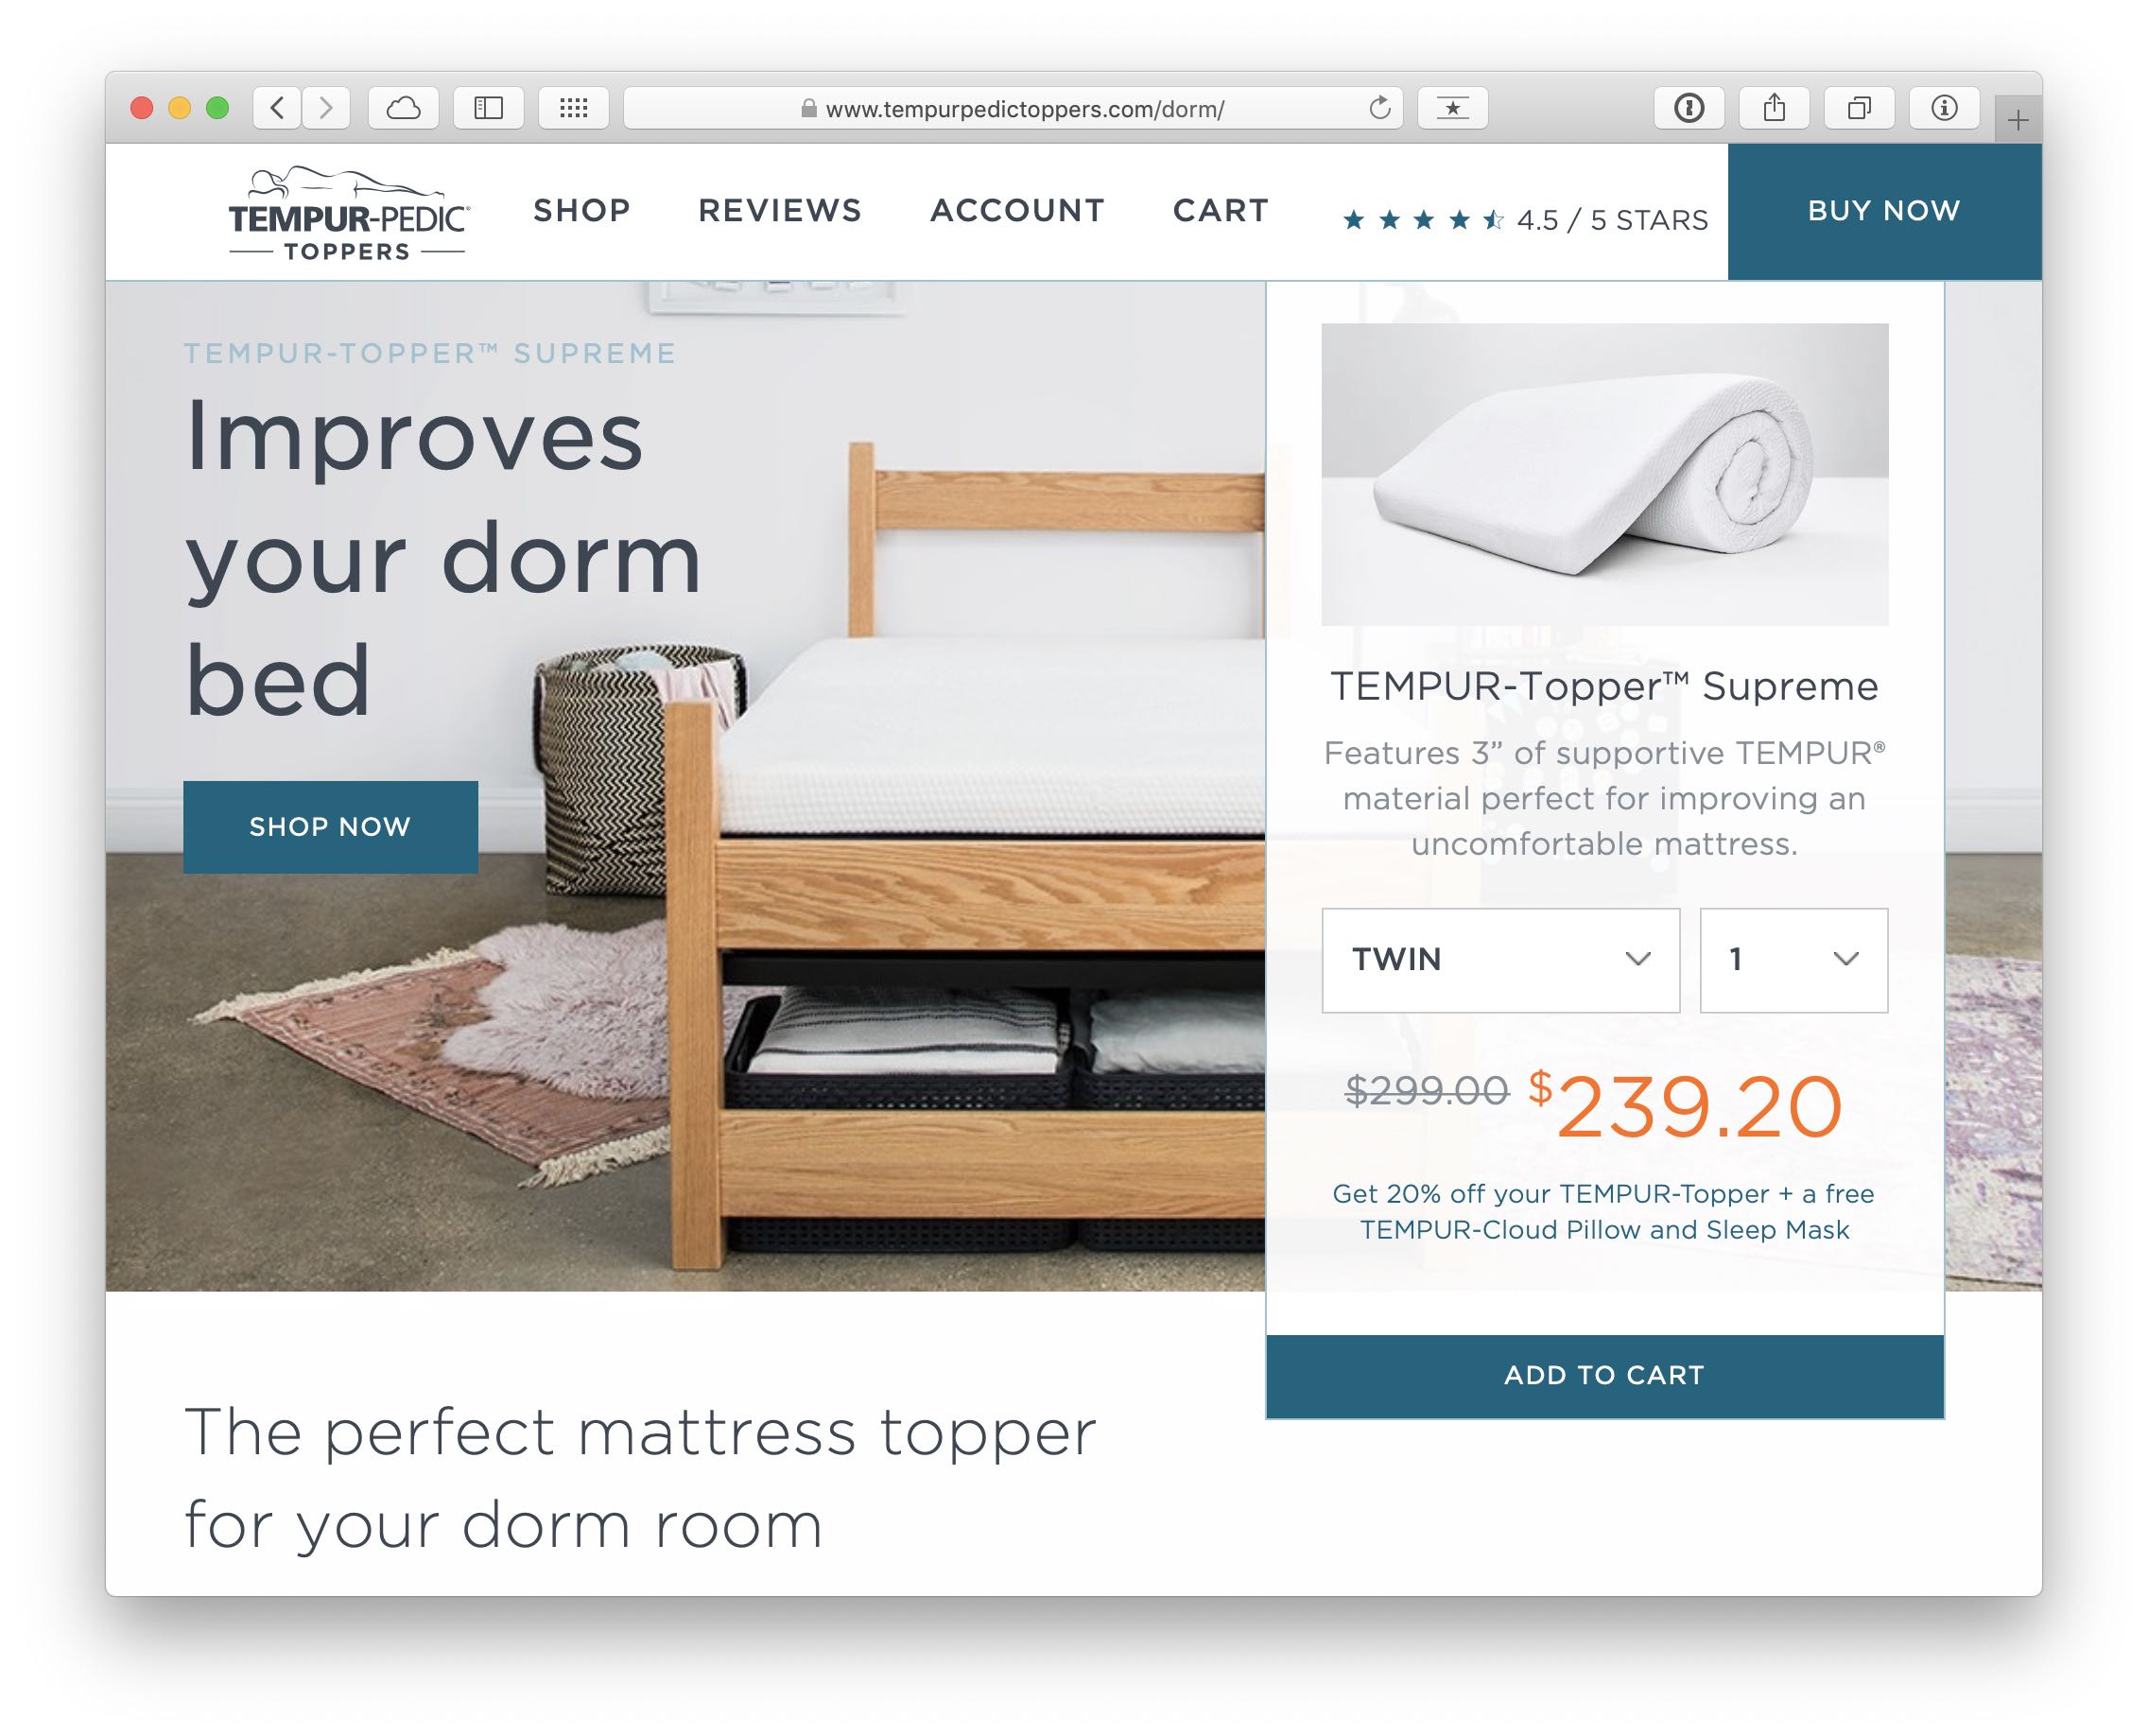 www.tempurpedictoppers.com/dorm/
TEMPUR-PEDIC®
TOPPERS
SHOP
REVIEWS
ACCOUNT
CART
4.5 / 5 STARS
BUY NOW
TEMPUR-TOPPER™ SUPREME
Improves
your dorm
bed
SHOP NOW
TEMPUR-Topper™ Supreme
Features 3” of supportive TEMPUR®
material perfect for improving an
uncomfortable mattress.
TWIN
1
$299.00 $239.20
Get 20% off your TEMPUR-Topper + a free
TEMPUR-Cloud Pillow and Sleep Mask
ADD TO CART
The perfect mattress topper
for your dorm room